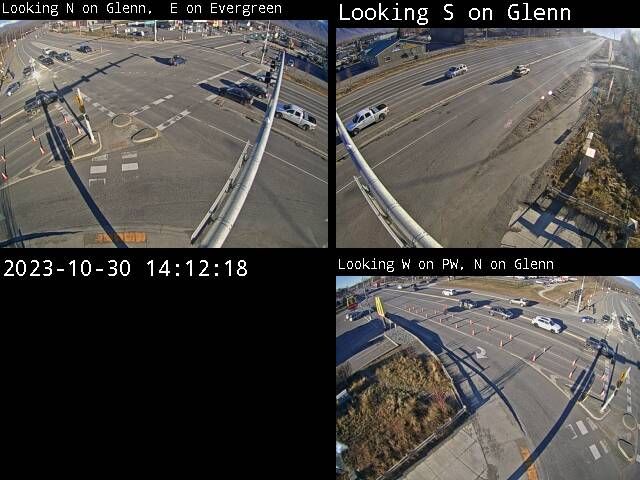 Looking N on Glenn,  E on Evergreen
Looking S on Glenn
2023-10-30 14:12:18
Looking W on PW, N on Glenn